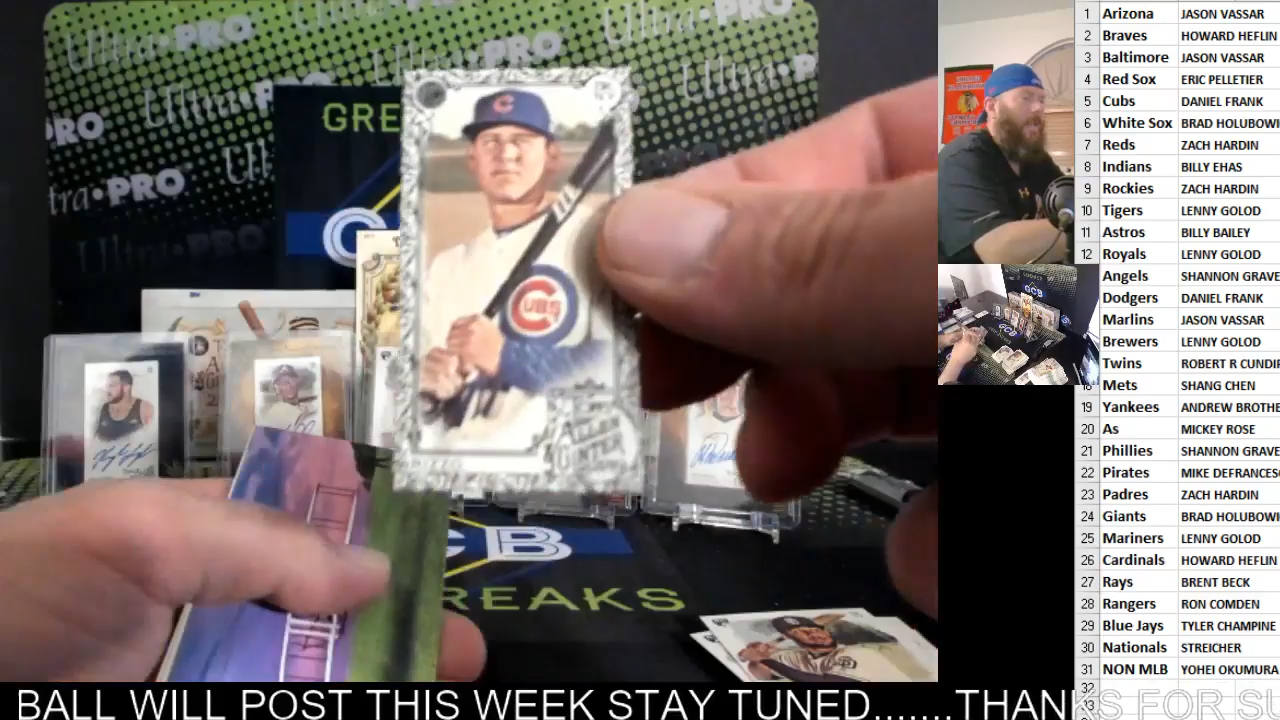 Ultra•PRO
Ultra•PRO
PRO
tra•PRO
GRE
C
C
CUBS
CB
REAKS
GCB
GCB
1 Arizona JASON VASSAR
2 Braves HOWARD HEFLIN
3 Baltimore JASON VASSAR
4 Red Sox ERIC PELLETIER
5 Cubs DANIEL FRANK
6 White Sox BRAD HOLUBOWI
7 Reds ZACH HARDIN
8 Indians BILLY EHAS
9 Rockies ZACH HARDIN
10 Tigers LENNY GOLOD
11 Astros BILLY BAILEY
12 Royals LENNY GOLOD
Angels SHANNON GRAVE
Dodgers DANIEL FRANK
Marlins JASON VASSAR
Brewers LENNY GOLOD
Twins ROBERT R CUNDIF
Mets SHANG CHEN
19 Yankees ANDREW BROTHE
20 As MICKEY ROSE
21 Phillies SHANNON GRAVE
22 Pirates MIKE DEFRANCES
23 Padres ZACH HARDIN
24 Giants BRAD HOLUBOWI
25 Mariners LENNY GOLOD
26 Cardinals HOWARD HEFLIN
27 Rays BRENT BECK
28 Rangers RON COMDEN
29 Blue Jays TYLER CHAMPINE
30 Nationals STREICHER
31 NON MLB YOHEI OKUMURA
32
33
BALL WILL POST THIS WEEK STAY TUNED.......THANKS FOR SU